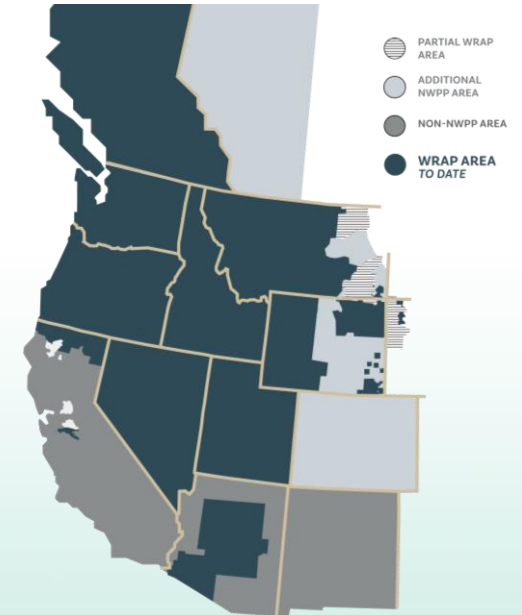 PARTIAL WRAP
AREA
ADDITIONAL
NWPP AREA
NON-NWPP AREA
WRAP AREA
TO DATE